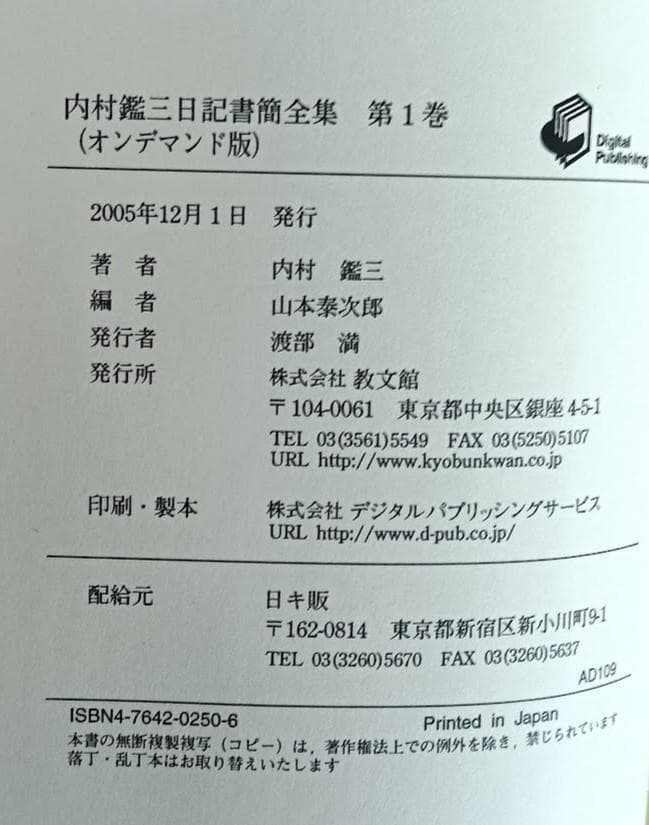 内村鑑三日記書簡全集　第1巻
(オンデマンド版)
Digital
Publishing
2005年12月1日　発行
著　者　内村　鑑三
編　者　山本泰次郎
発行者　渡部　満
発行所　株式会社 教文館
〒104-0061　東京都中央区銀座4-5-1
TEL 03(3561)5549　FAX 03(5250)5107
URL http://www.kyobunkwan.co.jp
印刷・製本　株式会社 デジタルパブリッシングサービス
URL http://www.d-pub.co.jp/
配給元　日キ販
〒162-0814　東京都新宿区新小川町9-1
TEL 03(3260)5670　FAX 03(3260)5637
AD109
ISBN4-7642-0250-6　Printed in Japan
本書の無断複製複写（コピー）は，著作権法上での例外を除き，禁じられています
落丁・乱丁本はお取り替えいたします